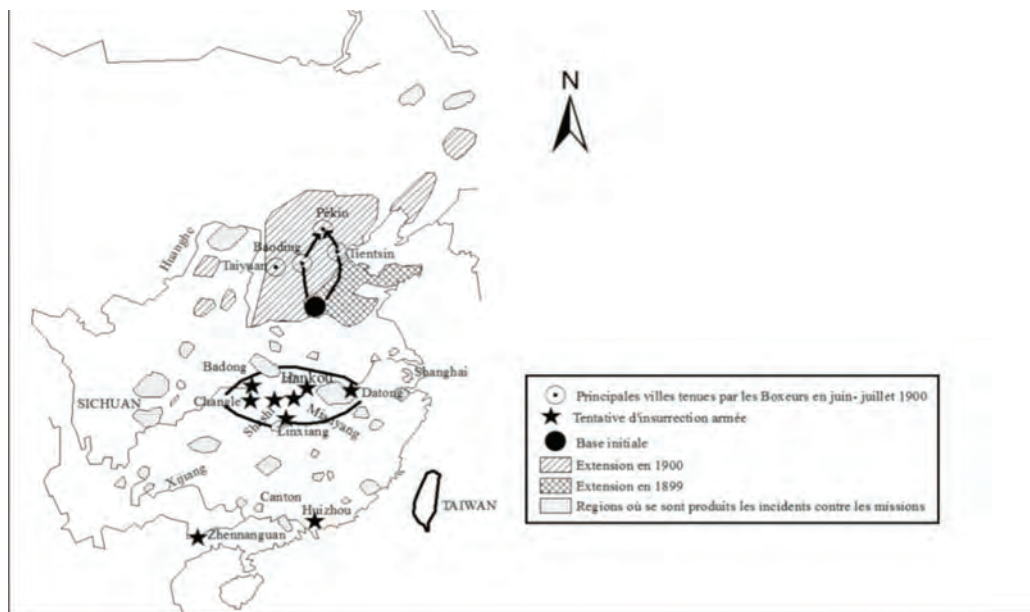 N
Pékin
Huanghe
Baoding
Tientsin
Taiyuan
Badong
Hankou
Shanghai
Changle
Datong
SICHUAN
Linxiang
Xijiang
Canton
Huizhou
TAIWAN
Zhennanguan
Principales villes tenues par les Boxeurs en juin- juillet 1900
Tentative d'insurrection armée
Base initiale
Extension en 1900
Extension en 1899
Regions où se sont produits les incidents contre les missions